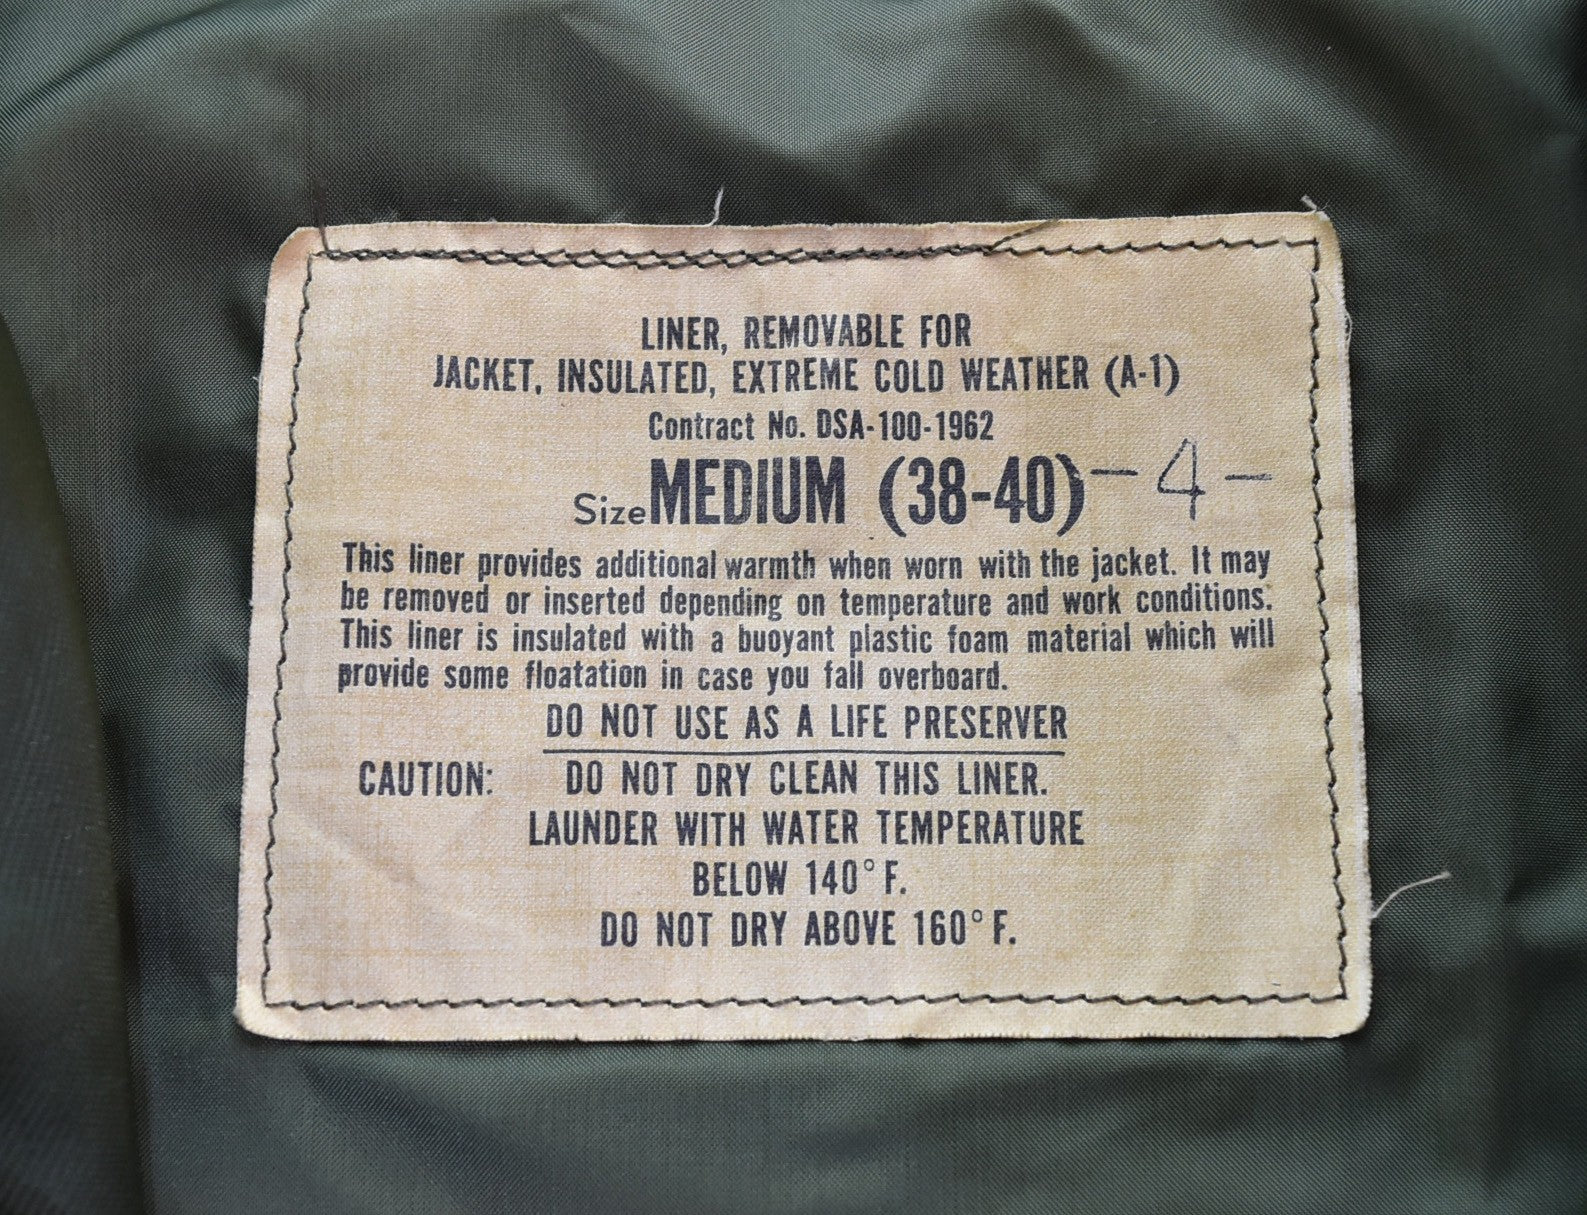 LINER, REMOVABLE FOR
JACKET, INSULATED, EXTREME COLD WEATHER (A-1)
Contract No. DSA-100-1962
Size MEDIUM (38-40) - 4 -
This liner provides additional warmth when worn with the jacket. It may
be removed or inserted depending on temperature and work conditions.
This liner is insulated with a buoyant plastic foam material which will
provide some floatation in case you fall overboard.
DO NOT USE AS A LIFE PRESERVER
CAUTION: DO NOT DRY CLEAN THIS LINER.
LAUNDER WITH WATER TEMPERATURE
BELOW 140° F.
DO NOT DRY ABOVE 160° F.